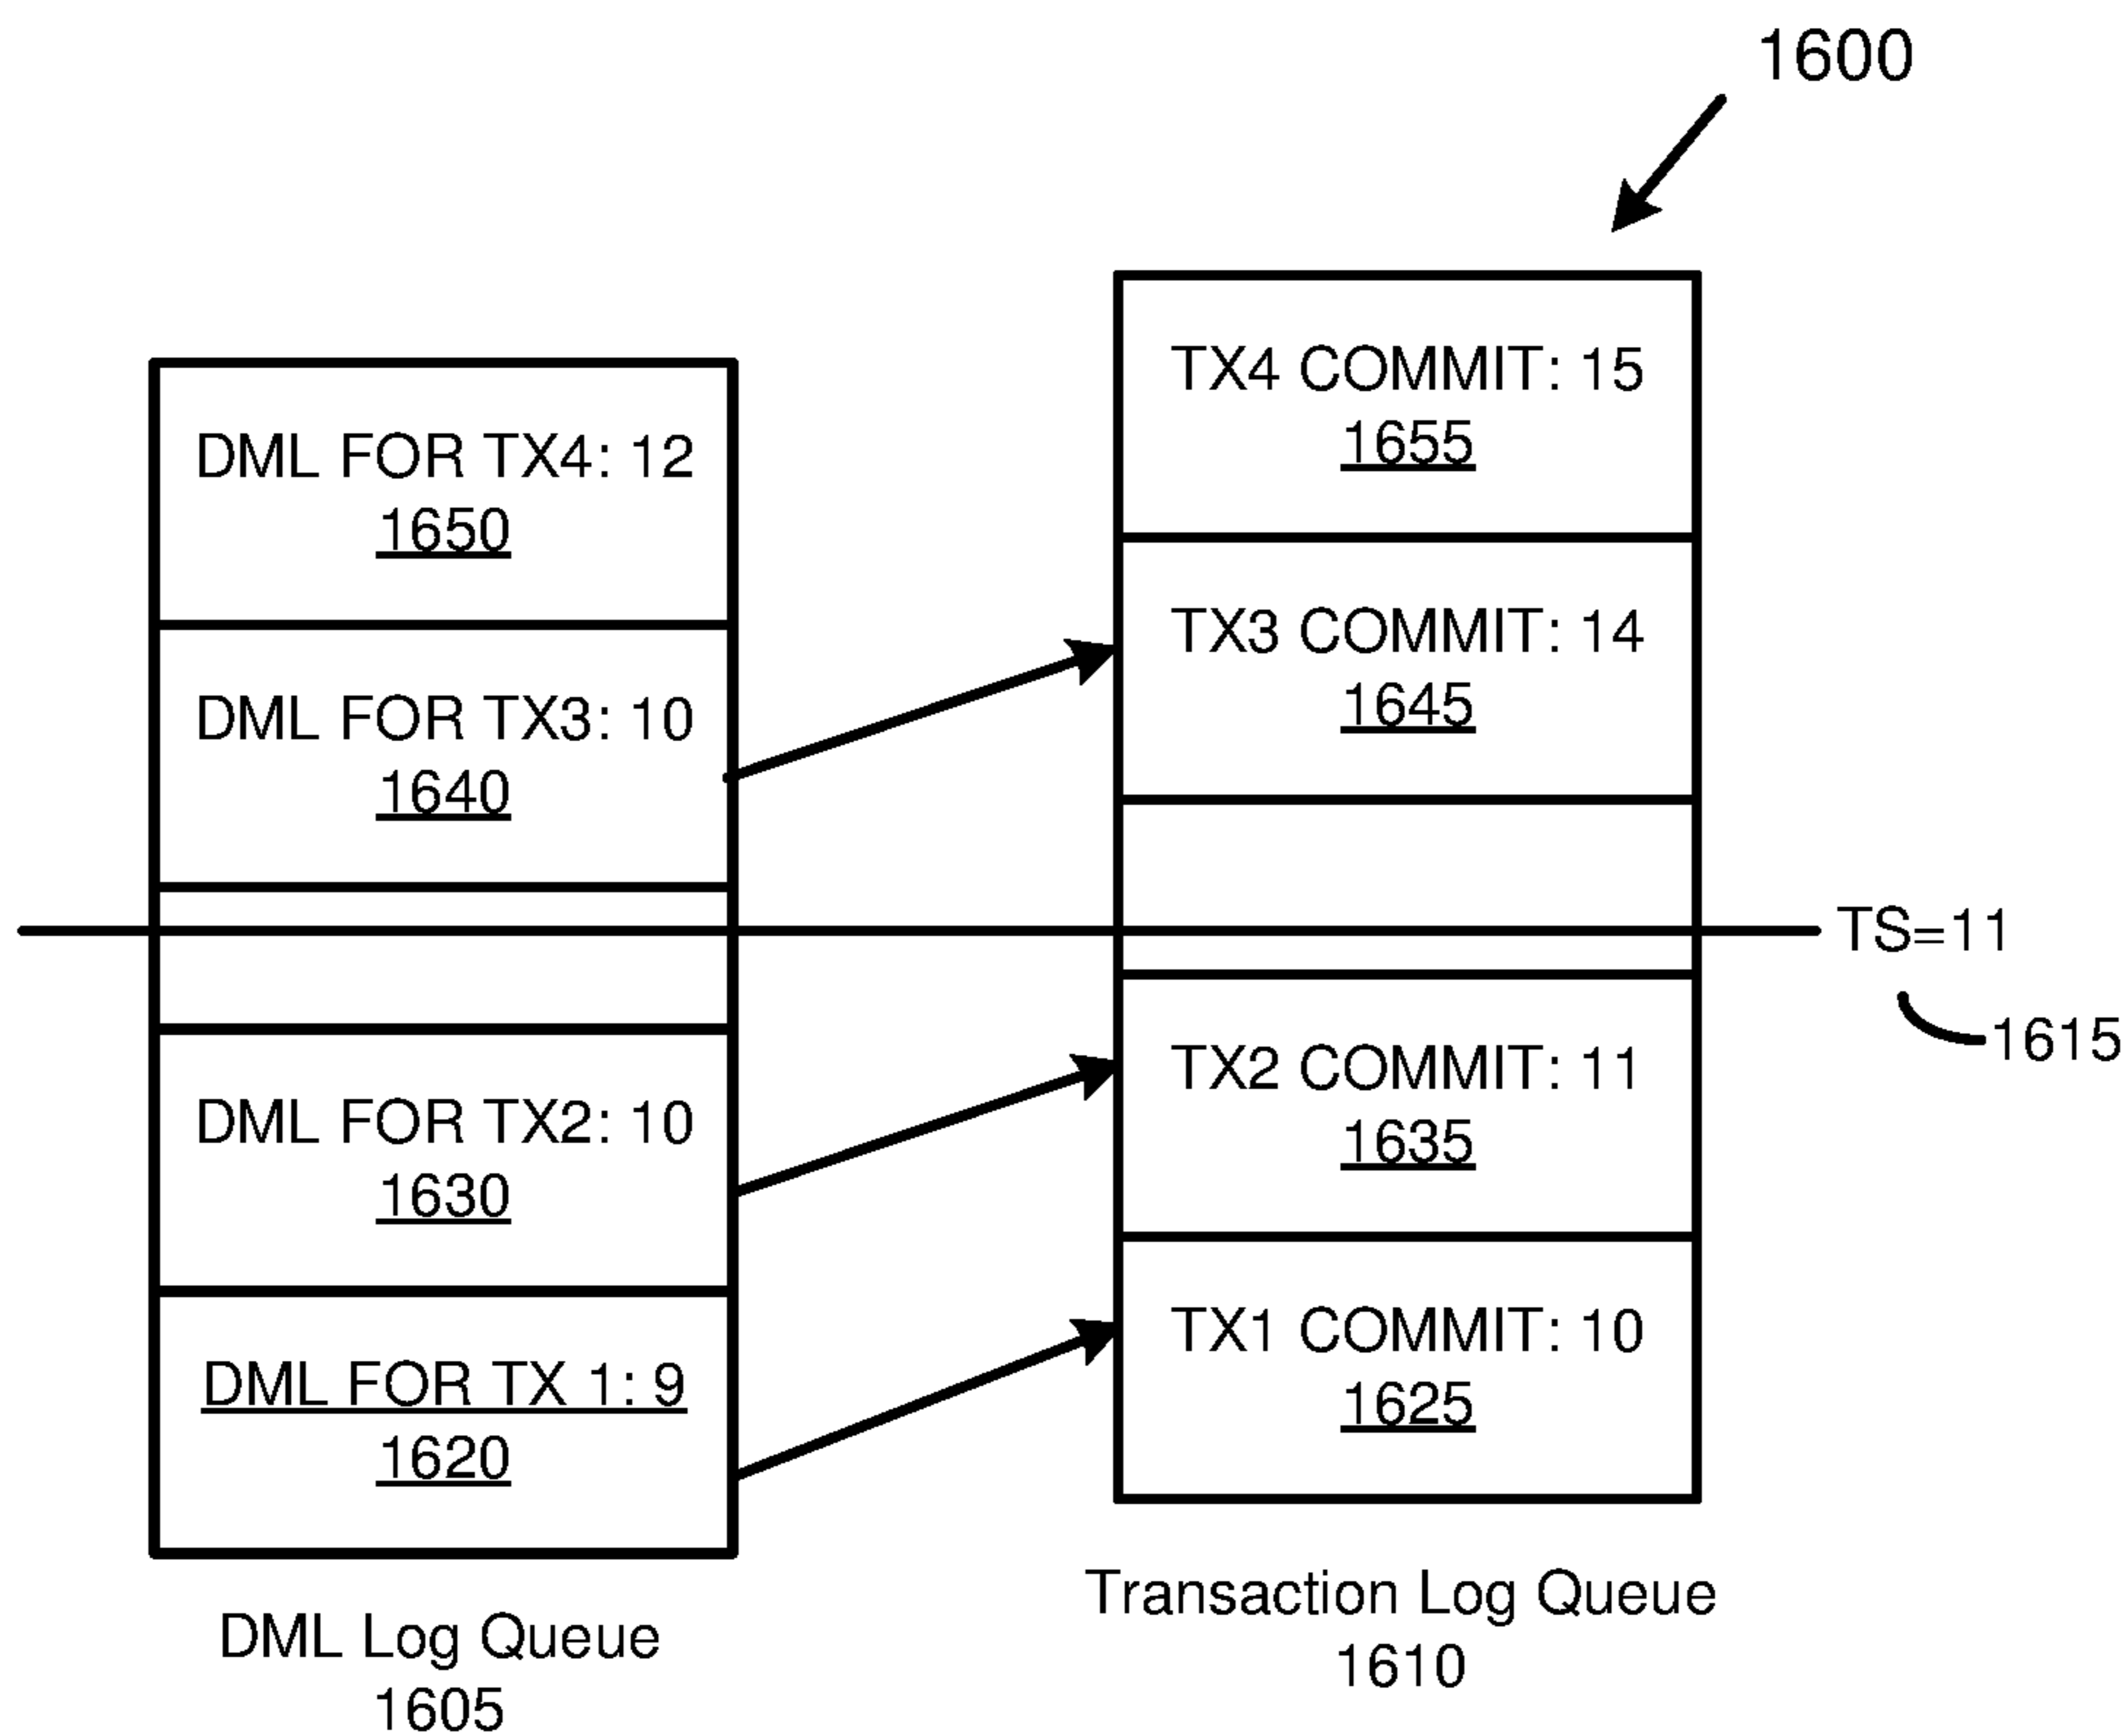 1600
DML FOR TX4: 12
1650
DML FOR TX3: 10
1640
DML FOR TX2: 10
1630
DML FOR TX 1: 9
1620
DML Log Queue
1605
TX4 COMMIT: 15
1655
TX3 COMMIT: 14
1645
TX2 COMMIT: 11
1635
TX1 COMMIT: 10
1625
Transaction Log Queue
1610
TS=11
1615